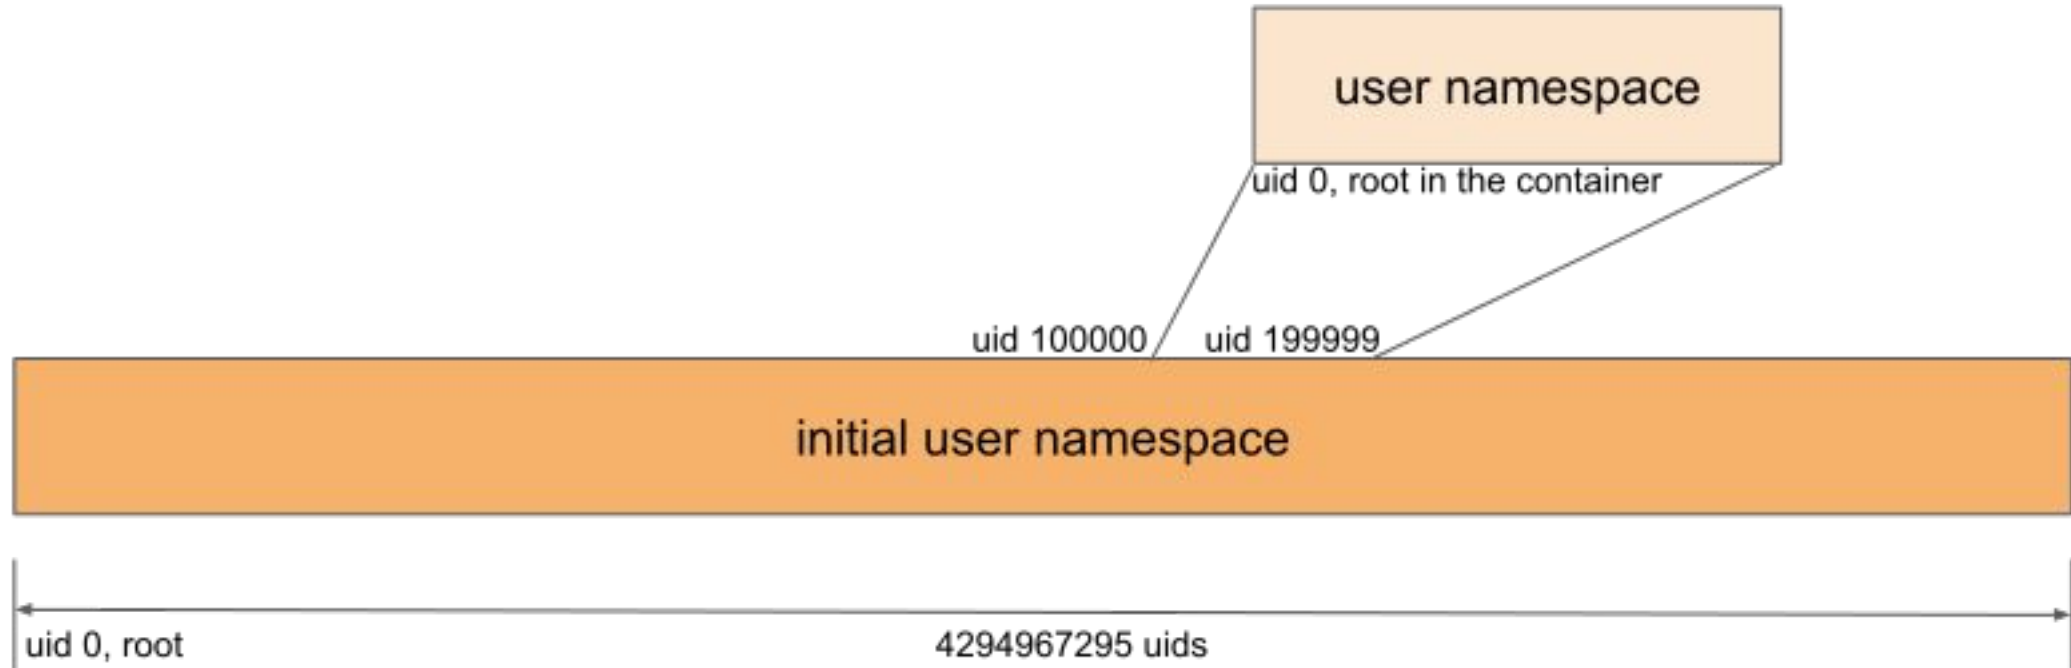 user namespace
uid 0, root in the container
uid 100000 uid 199999
initial user namespace
uid 0, root 4294967295 uids